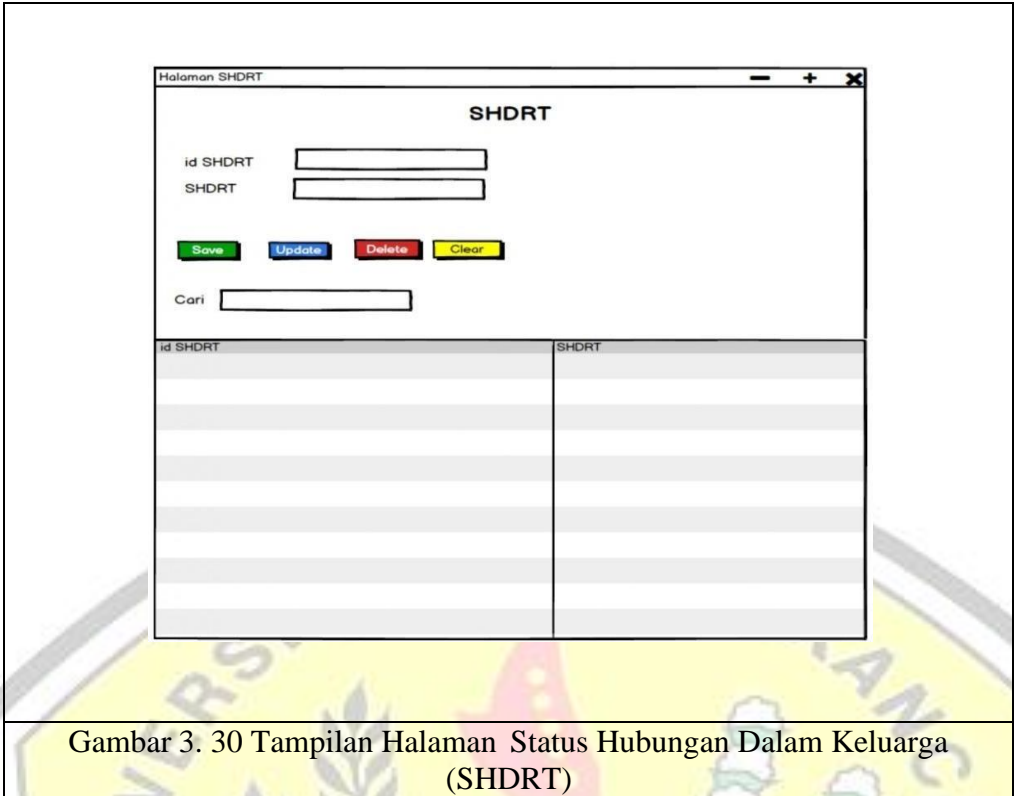 Halaman SHDRT
SHDRT
id SHDRT
SHDRT
Save Update Delete Clear
Cari
id SHDRT SHDRT
Gambar 3. 30 Tampilan Halaman Status Hubungan Dalam Keluarga
(SHDRT)